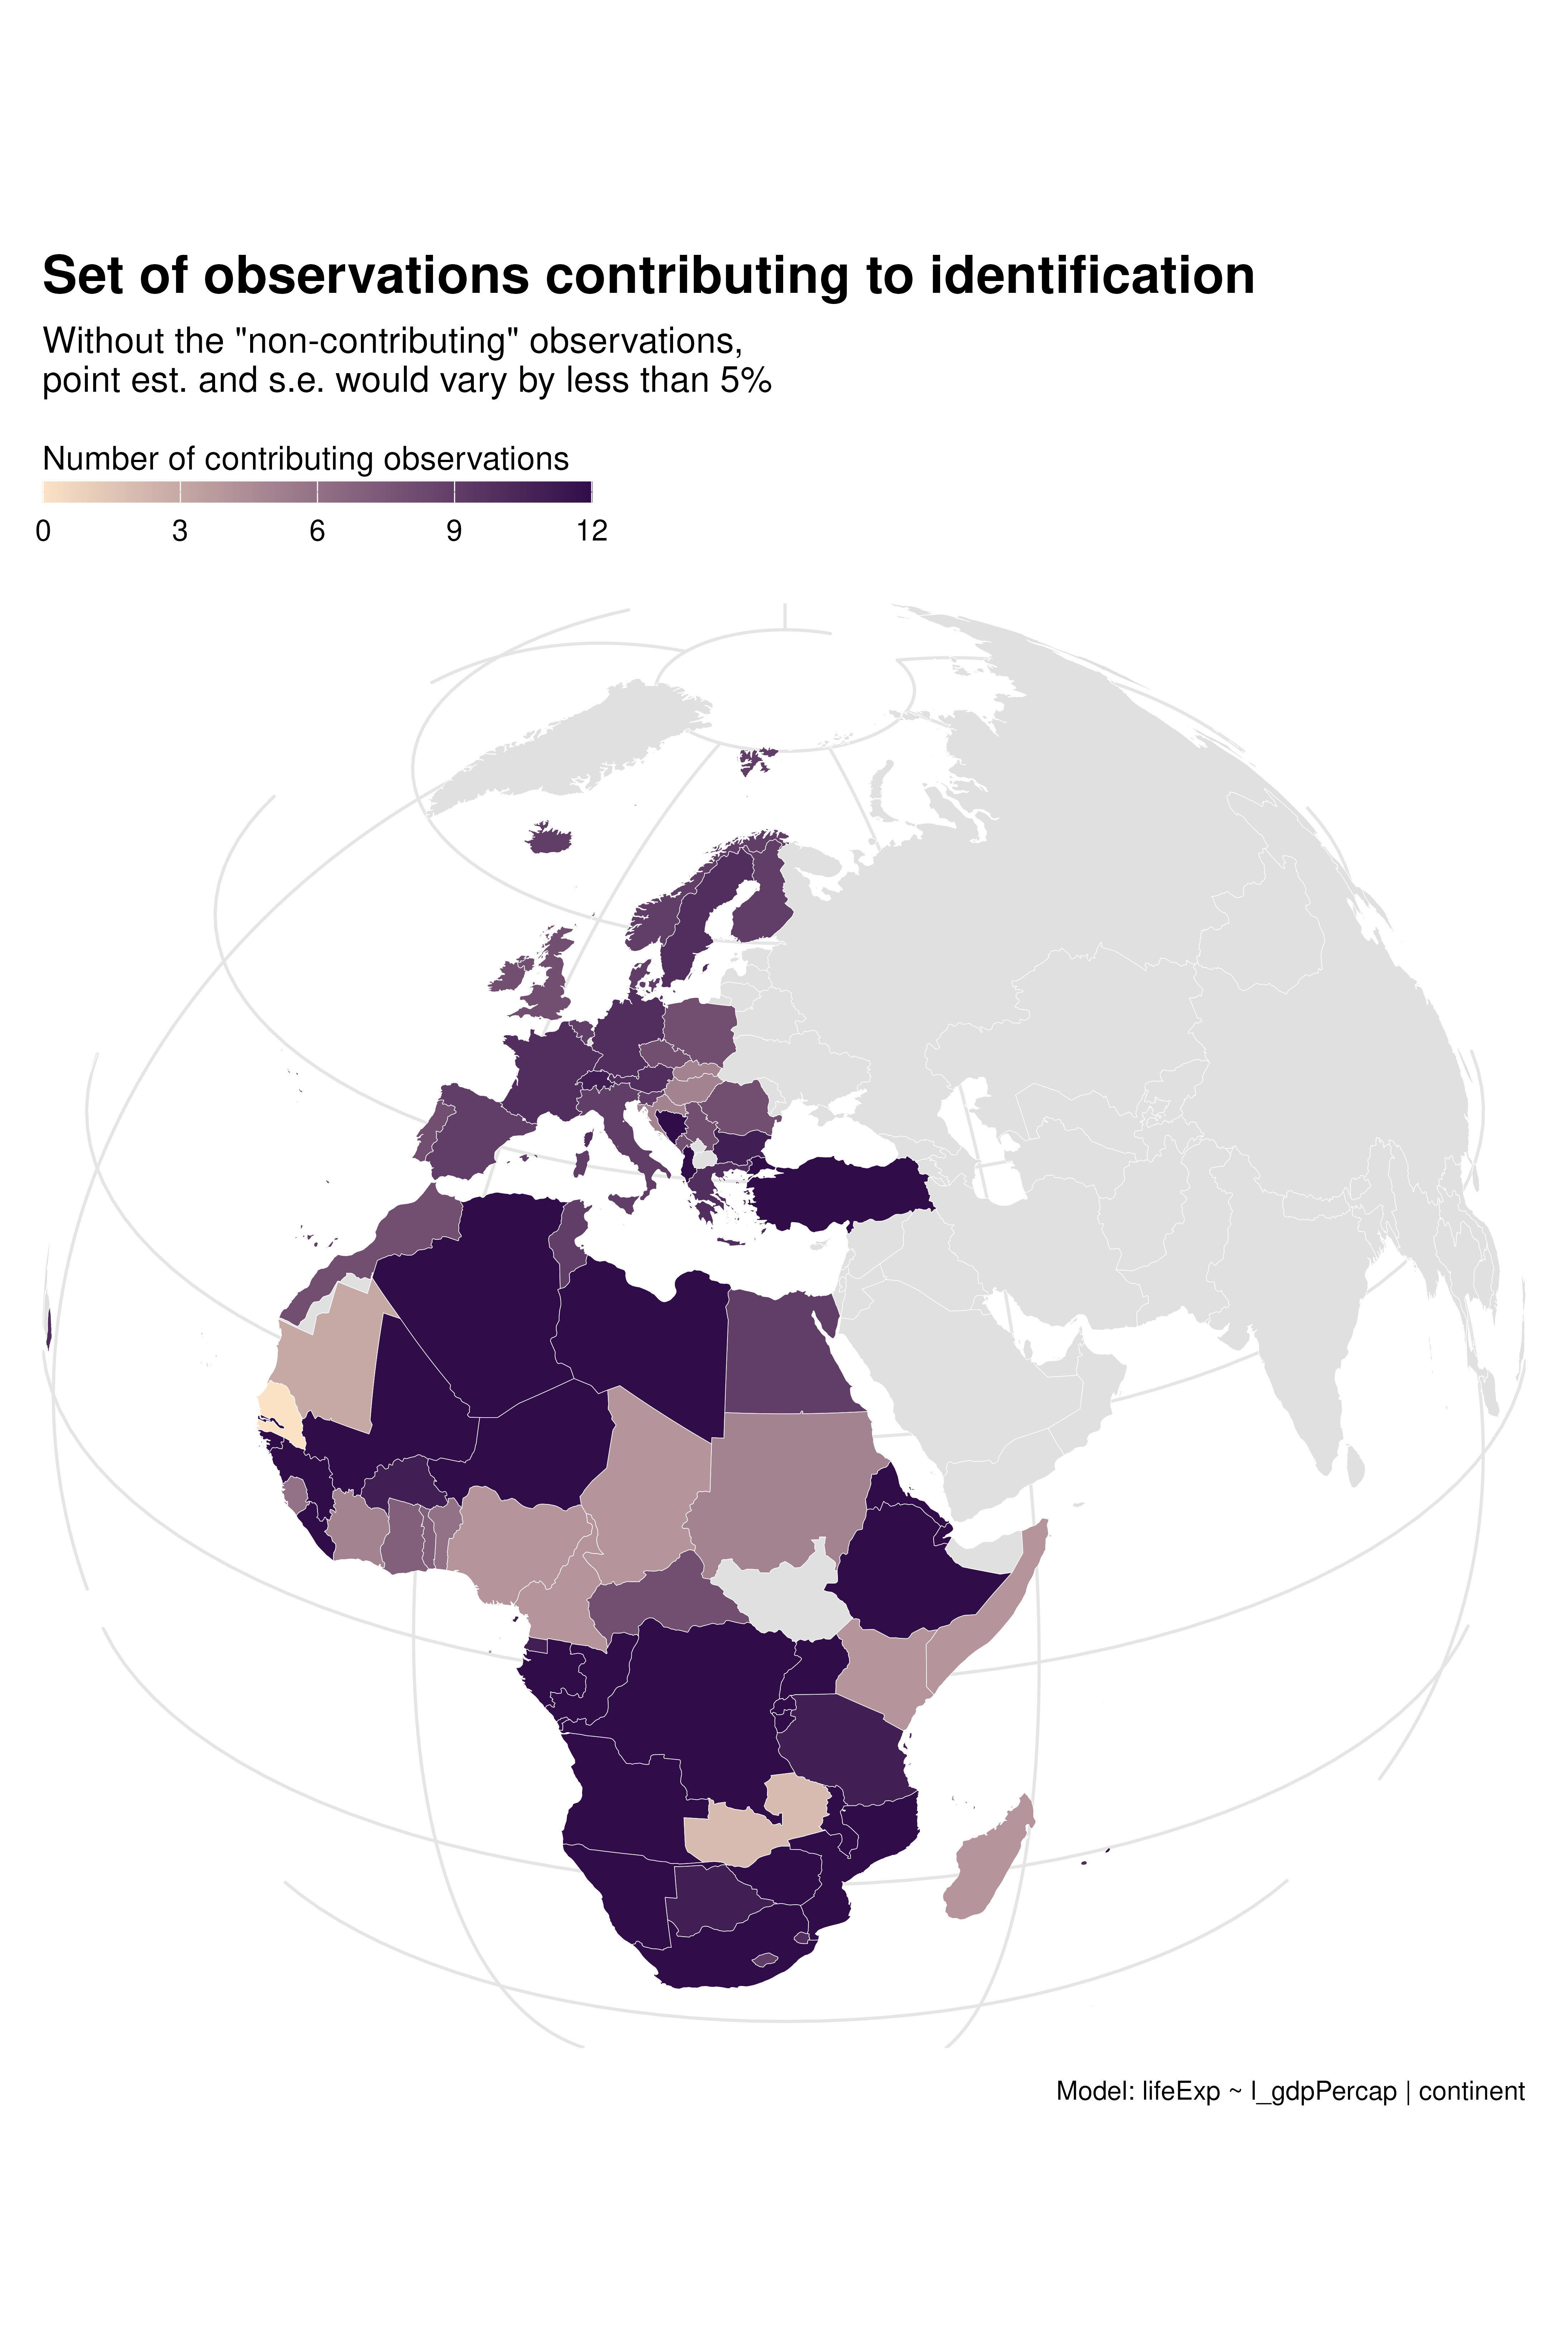 Set of observations contributing to identification
Without the "non-contributing" observations,
point est. and s.e. would vary by less than 5%
Number of contributing observations
0 3 6 9 12
Model: lifeExp ~ l_gdpPercap | continent